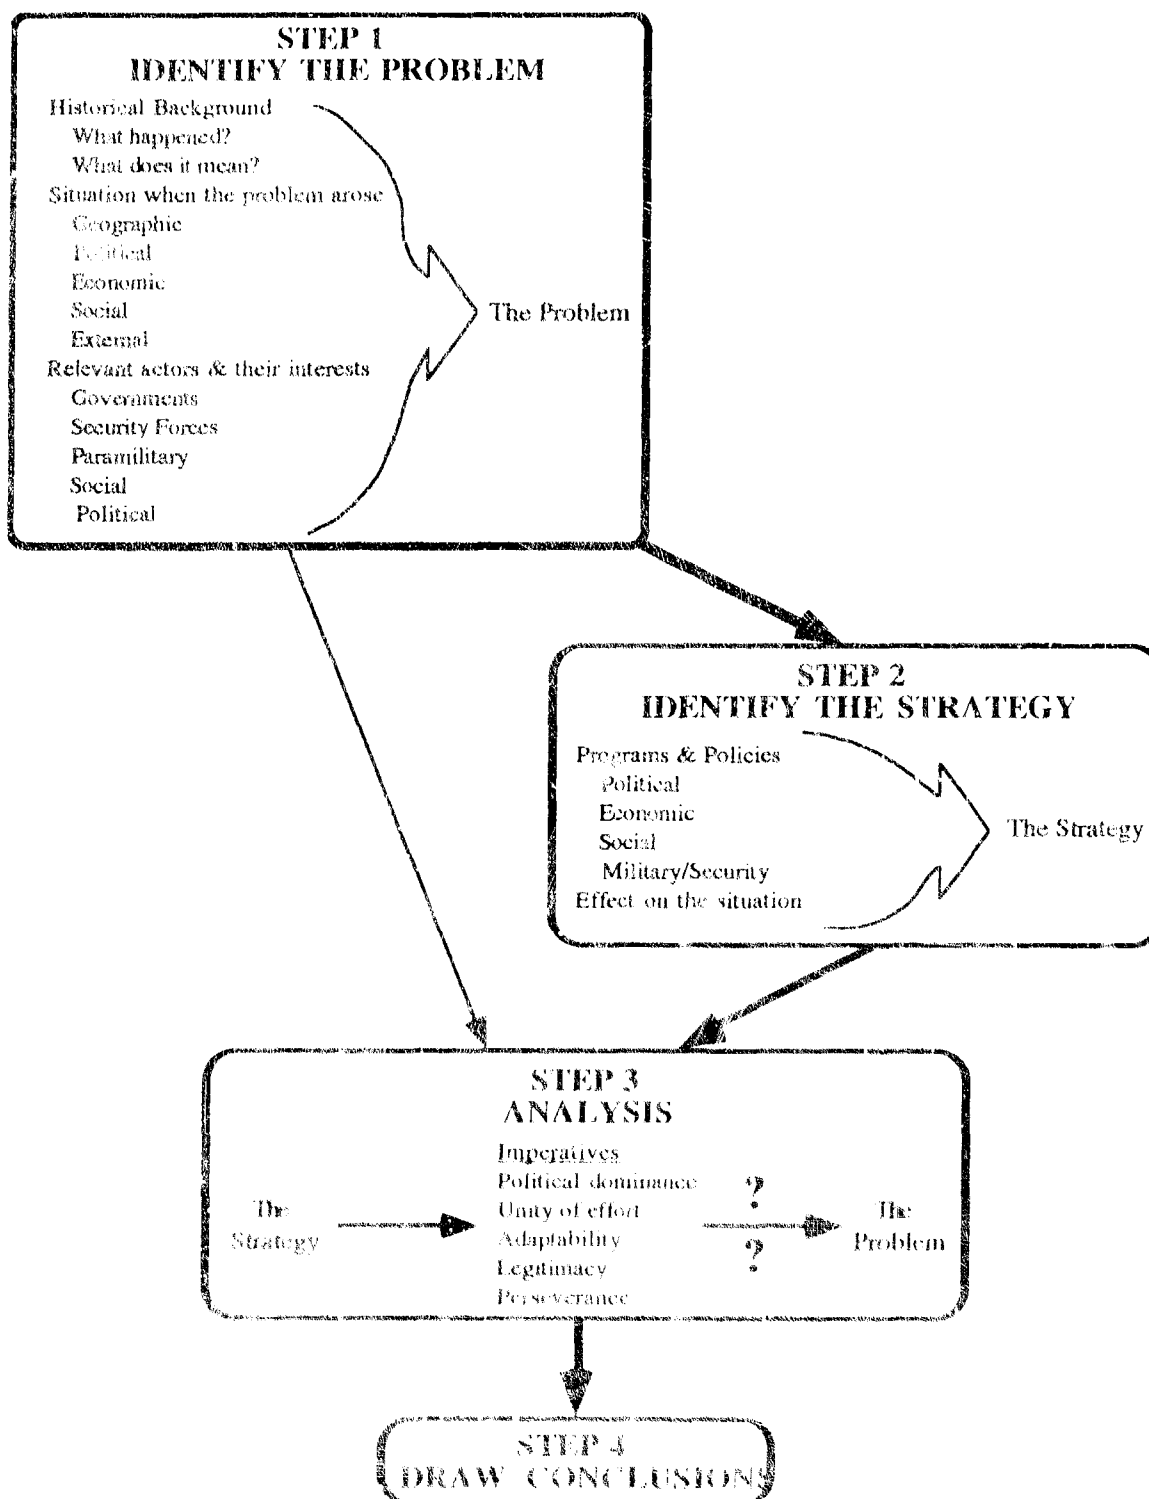 STEP 1
IDENTIFY THE PROBLEM
Historical Background
What happened?
What does it mean?
Situation when the problem arose
Geographic
Political
Economic
Social
External
Relevant actors & their interests
Governments
Security Forces
Paramilitary
Social
Political
The Problem
STEP 2
IDENTIFY THE STRATEGY
Programs & Policies
Political
Economic
Social
Military/Security
Effect on the situation
The Strategy
STEP 3
ANALYSIS
The
Strategy
Imperatives
Political dominance
Unity of effort
Adaptability
Legitimacy
Perseverance
?
?
The
Problem
STEP 4
DRAW CONCLUSIONS